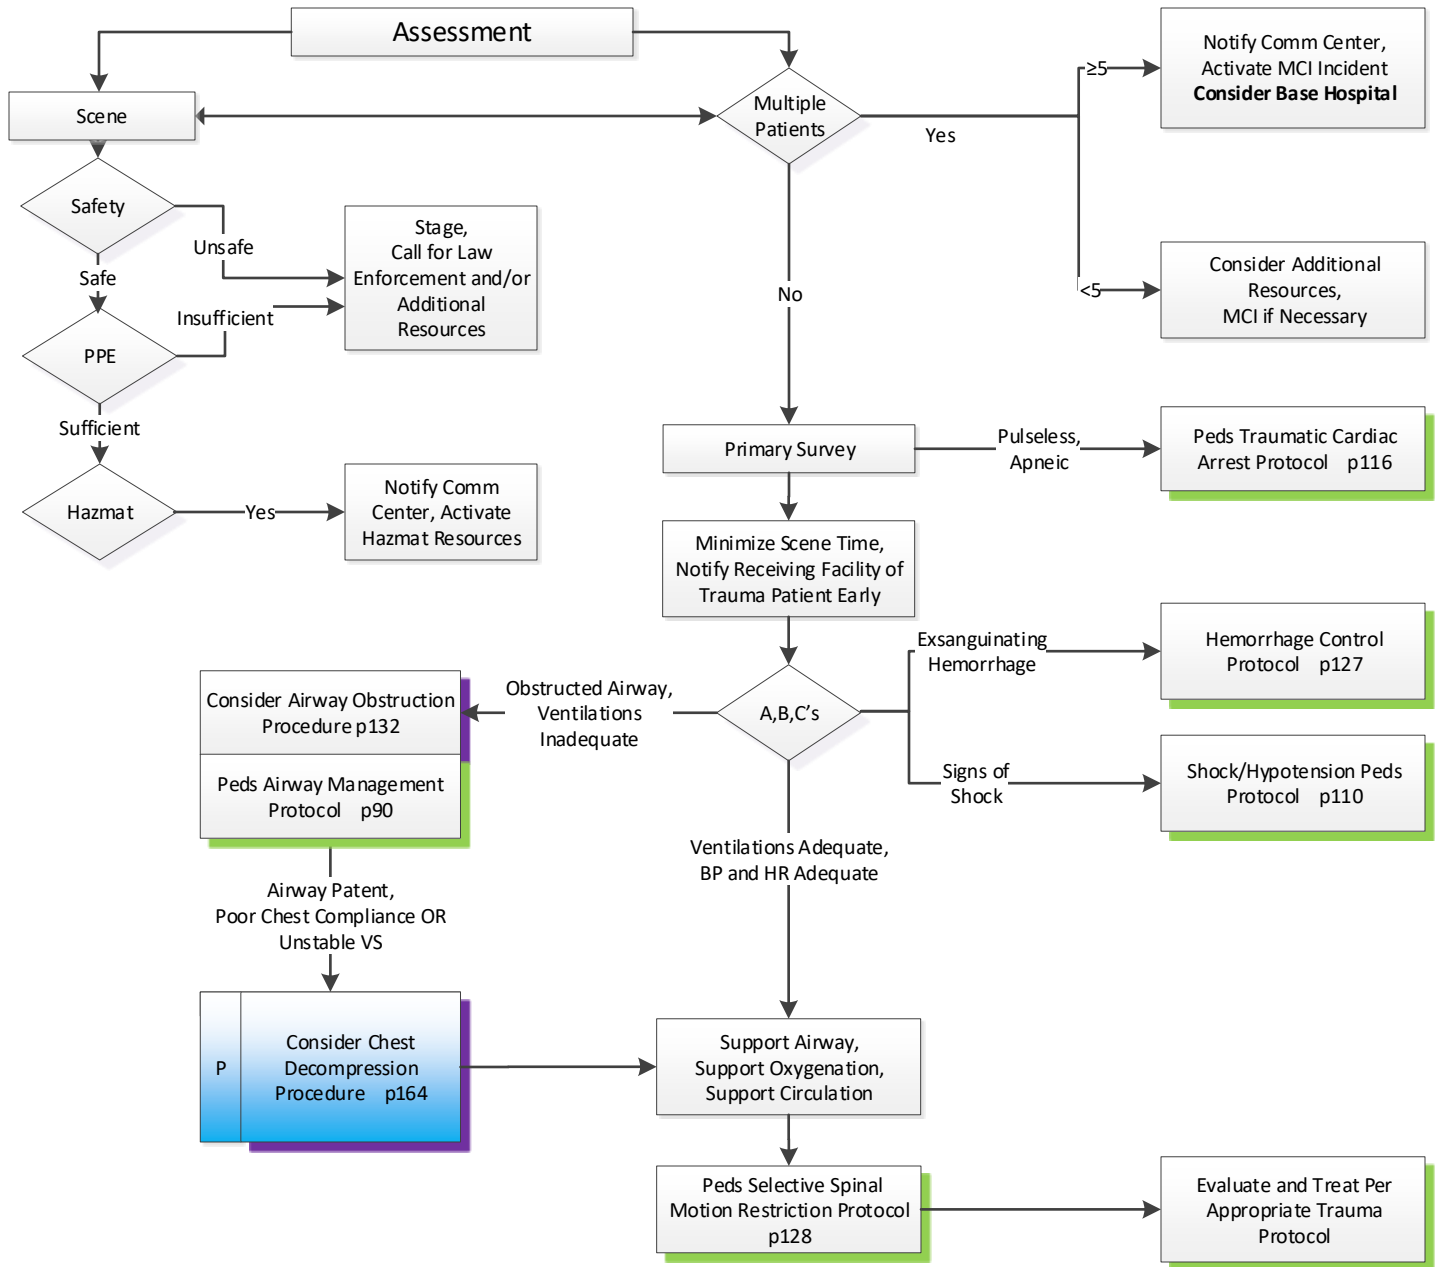 Assessment
Scene
Multiple
Patients
Yes
≥5
Notify Comm Center,
Activate MCI Incident
Consider Base Hospital
<5
Consider Additional
Resources,
MCI if Necessary
Safety
Unsafe
Safe
Stage,
Call for Law
Enforcement and/or
Additional
Resources
Insufficient
PPE
Sufficient
Hazmat
Yes
Notify Comm
Center, Activate
Hazmat Resources
No
Primary Survey
Pulseless,
Apneic
Peds Traumatic Cardiac
Arrest Protocol p116
Minimize Scene Time,
Notify Receiving Facility of
Trauma Patient Early
A,B,C's
Exsanguinating
Hemorrhage
Hemorrhage Control
Protocol p127
Signs of
Shock
Shock/Hypotension Peds
Protocol p110
Obstructed Airway,
Ventilations
Inadequate
Consider Airway Obstruction
Procedure p132
Peds Airway Management
Protocol p90
Airway Patent,
Poor Chest Compliance OR
Unstable VS
P
Consider Chest
Decompression
Procedure p164
Ventilations Adequate,
BP and HR Adequate
Support Airway,
Support Oxygenation,
Support Circulation
Peds Selective Spinal
Motion Restriction Protocol
p128
Evaluate and Treat Per
Appropriate Trauma
Protocol